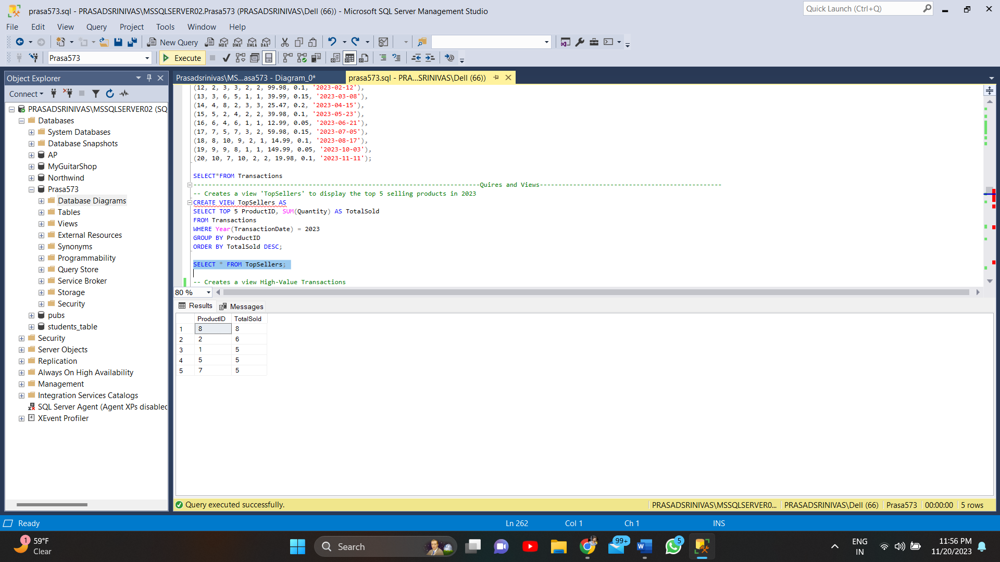 prasa573.sql - PRASADSRINIVAS\MSSQLSERVER02.Prasa573 (PRASADSRINIVAS\Dell (66)) - Microsoft SQL Server Management Studio
Quick Launch (Ctrl+Q)
File Edit View Query Project Tools Window Help
New Query MDX DMX XMLA DAX
Prasa573 Execute
Object Explorer
Connect
PRASADSRINIVAS\MSSQLSERVER02 (SQ
Databases
System Databases
Database Snapshots
AP
MyGuitarShop
Northwind
Prasa573
Database Diagrams
Tables
Views
External Resources
Synonyms
Programmability
Query Store
Service Broker
Storage
Security
pubs
students_table
Security
Server Objects
Replication
Always On High Availability
Management
Integration Services Catalogs
SQL Server Agent (Agent XPs disabled
XEvent Profiler
Prasadsrinivas\MS...asa573 - Diagram_0*
prasa573.sql - PRA...SRINIVAS\Dell (66))
(12, 2, 3, 3, 2, 2, 99.98, 0.1, '2023-02-12'),
(13, 3, 6, 5, 1, 1, 39.99, 0.15, '2023-03-08'),
(14, 4, 8, 2, 3, 3, 25.47, 0.2, '2023-04-15'),
(15, 5, 2, 4, 2, 2, 39.98, 0.1, '2023-05-23'),
(16, 6, 4, 6, 1, 1, 12.99, 0.05, '2023-06-21'),
(17, 7, 5, 7, 3, 2, 59.98, 0.15, '2023-07-05'),
(18, 8, 10, 9, 2, 1, 14.99, 0.1, '2023-08-17'),
(19, 9, 9, 8, 1, 1, 149.99, 0.05, '2023-10-03'),
(20, 10, 7, 10, 2, 2, 19.98, 0.1, '2023-11-11');
SELECT*FROM Transactions
-----------------------------------------------------------------------------Quires and Views-------------------------------------------------
-- Creates a view 'TopSellers' to display the top 5 selling products in 2023
CREATE VIEW TopSellers AS
SELECT TOP 5 ProductID, SUM(Quantity) AS TotalSold
FROM Transactions
WHERE Year(TransactionDate) = 2023
GROUP BY ProductID
ORDER BY TotalSold DESC;
SELECT * FROM TopSellers;
-- Creates a view High-Value Transactions
80 %
Results Messages
ProductID TotalSold
1 8 8
2 2 6
3 1 5
4 5 5
5 7 5
Query executed successfully.
PRASADSRINIVAS\MSSQLSERVER0... PRASADSRINIVAS\Dell (66) Prasa573 00:00:00 5 rows
Ready Ln 262 Col 1 Ch 1 INS
1 59°F
Clear
Search
99+
5
ENG
IN
11:56 PM
11/20/2023